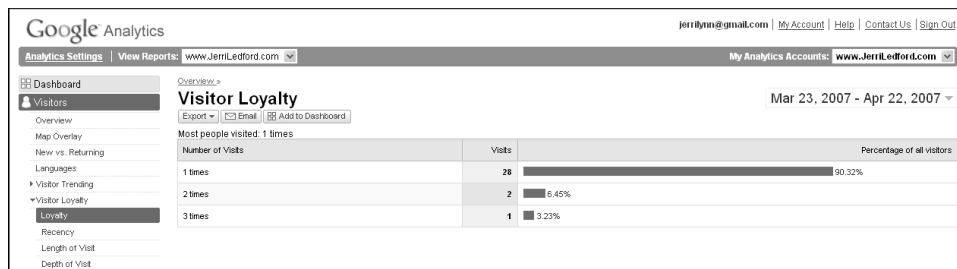 Google Analytics
jerrilynn@gmail.com | My Account | Help | Contact Us | Sign Out
Analytics Settings | View Reports: www.JerriLedford.com
My Analytics Accounts: www.JerriLedford.com
Dashboard
Visitors
Overview
Map Overlay
New vs. Returning
Languages
Visitor Trending
Visitor Loyalty
Loyalty
Recency
Length of Visit
Depth of Visit
Overview »
Visitor Loyalty
Mar 23, 2007 - Apr 22, 2007
Export Email Add to Dashboard
Most people visited: 1 times
Number of Visits Visits Percentage of all visitors
1 times 28 90.32%
2 times 2 6.45%
3 times 1 3.23%